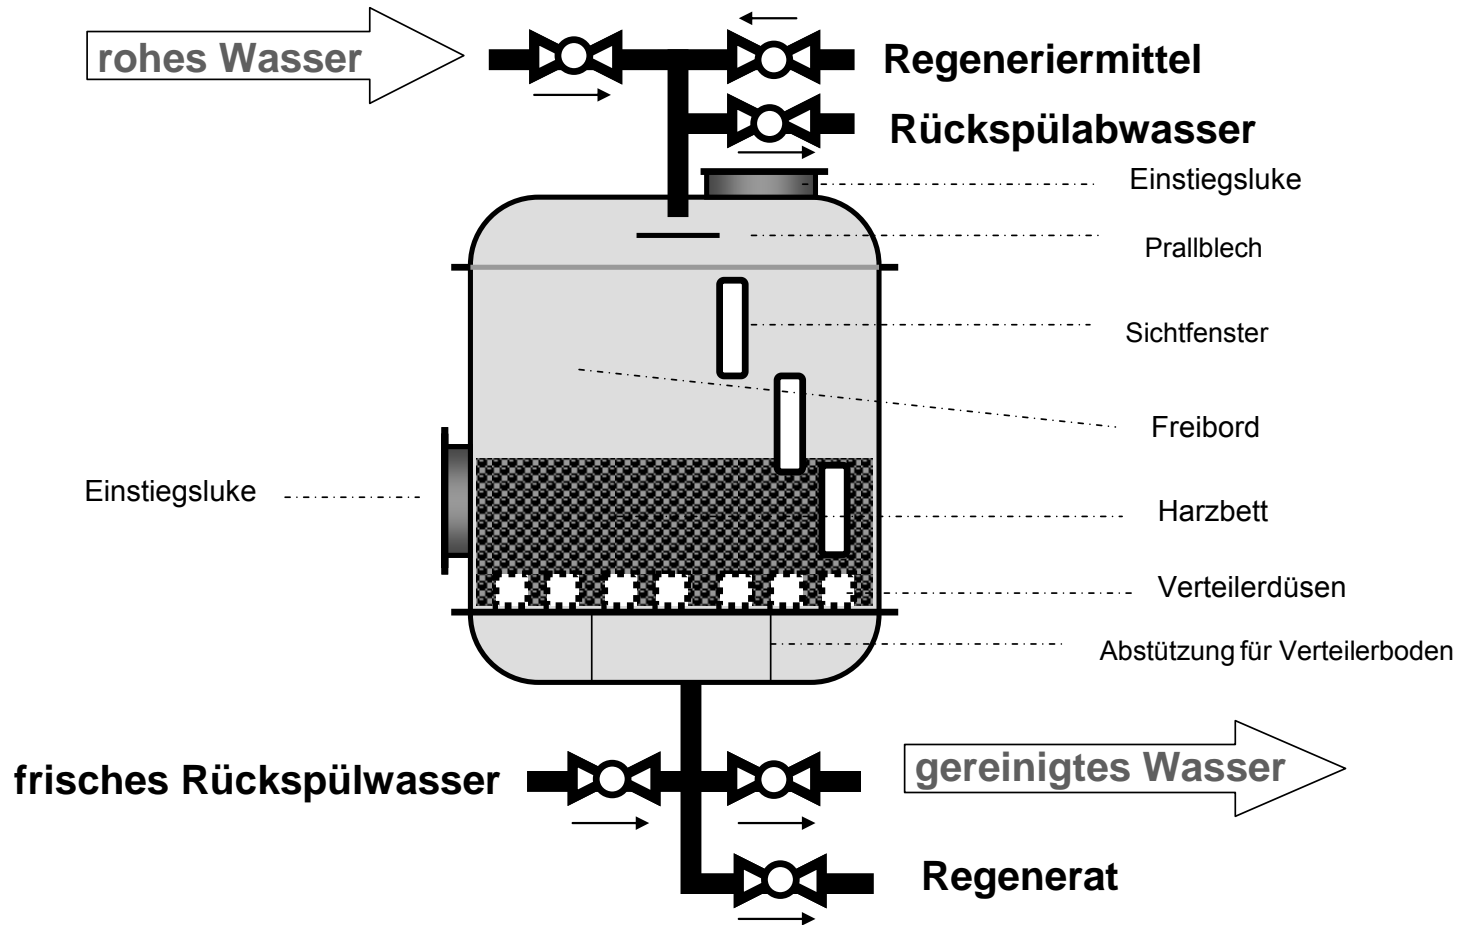 rohes Wasser
Regeneriermittel
Rückspülabwasser
Einstiegsluke
Prallblech
Sichtfenster
Freibord
Einstiegsluke
Harzbett
Verteilerdüsen
Abstützung für Verteilerboden
frisches Rückspülwasser
gereinigtes Wasser
Regenerat